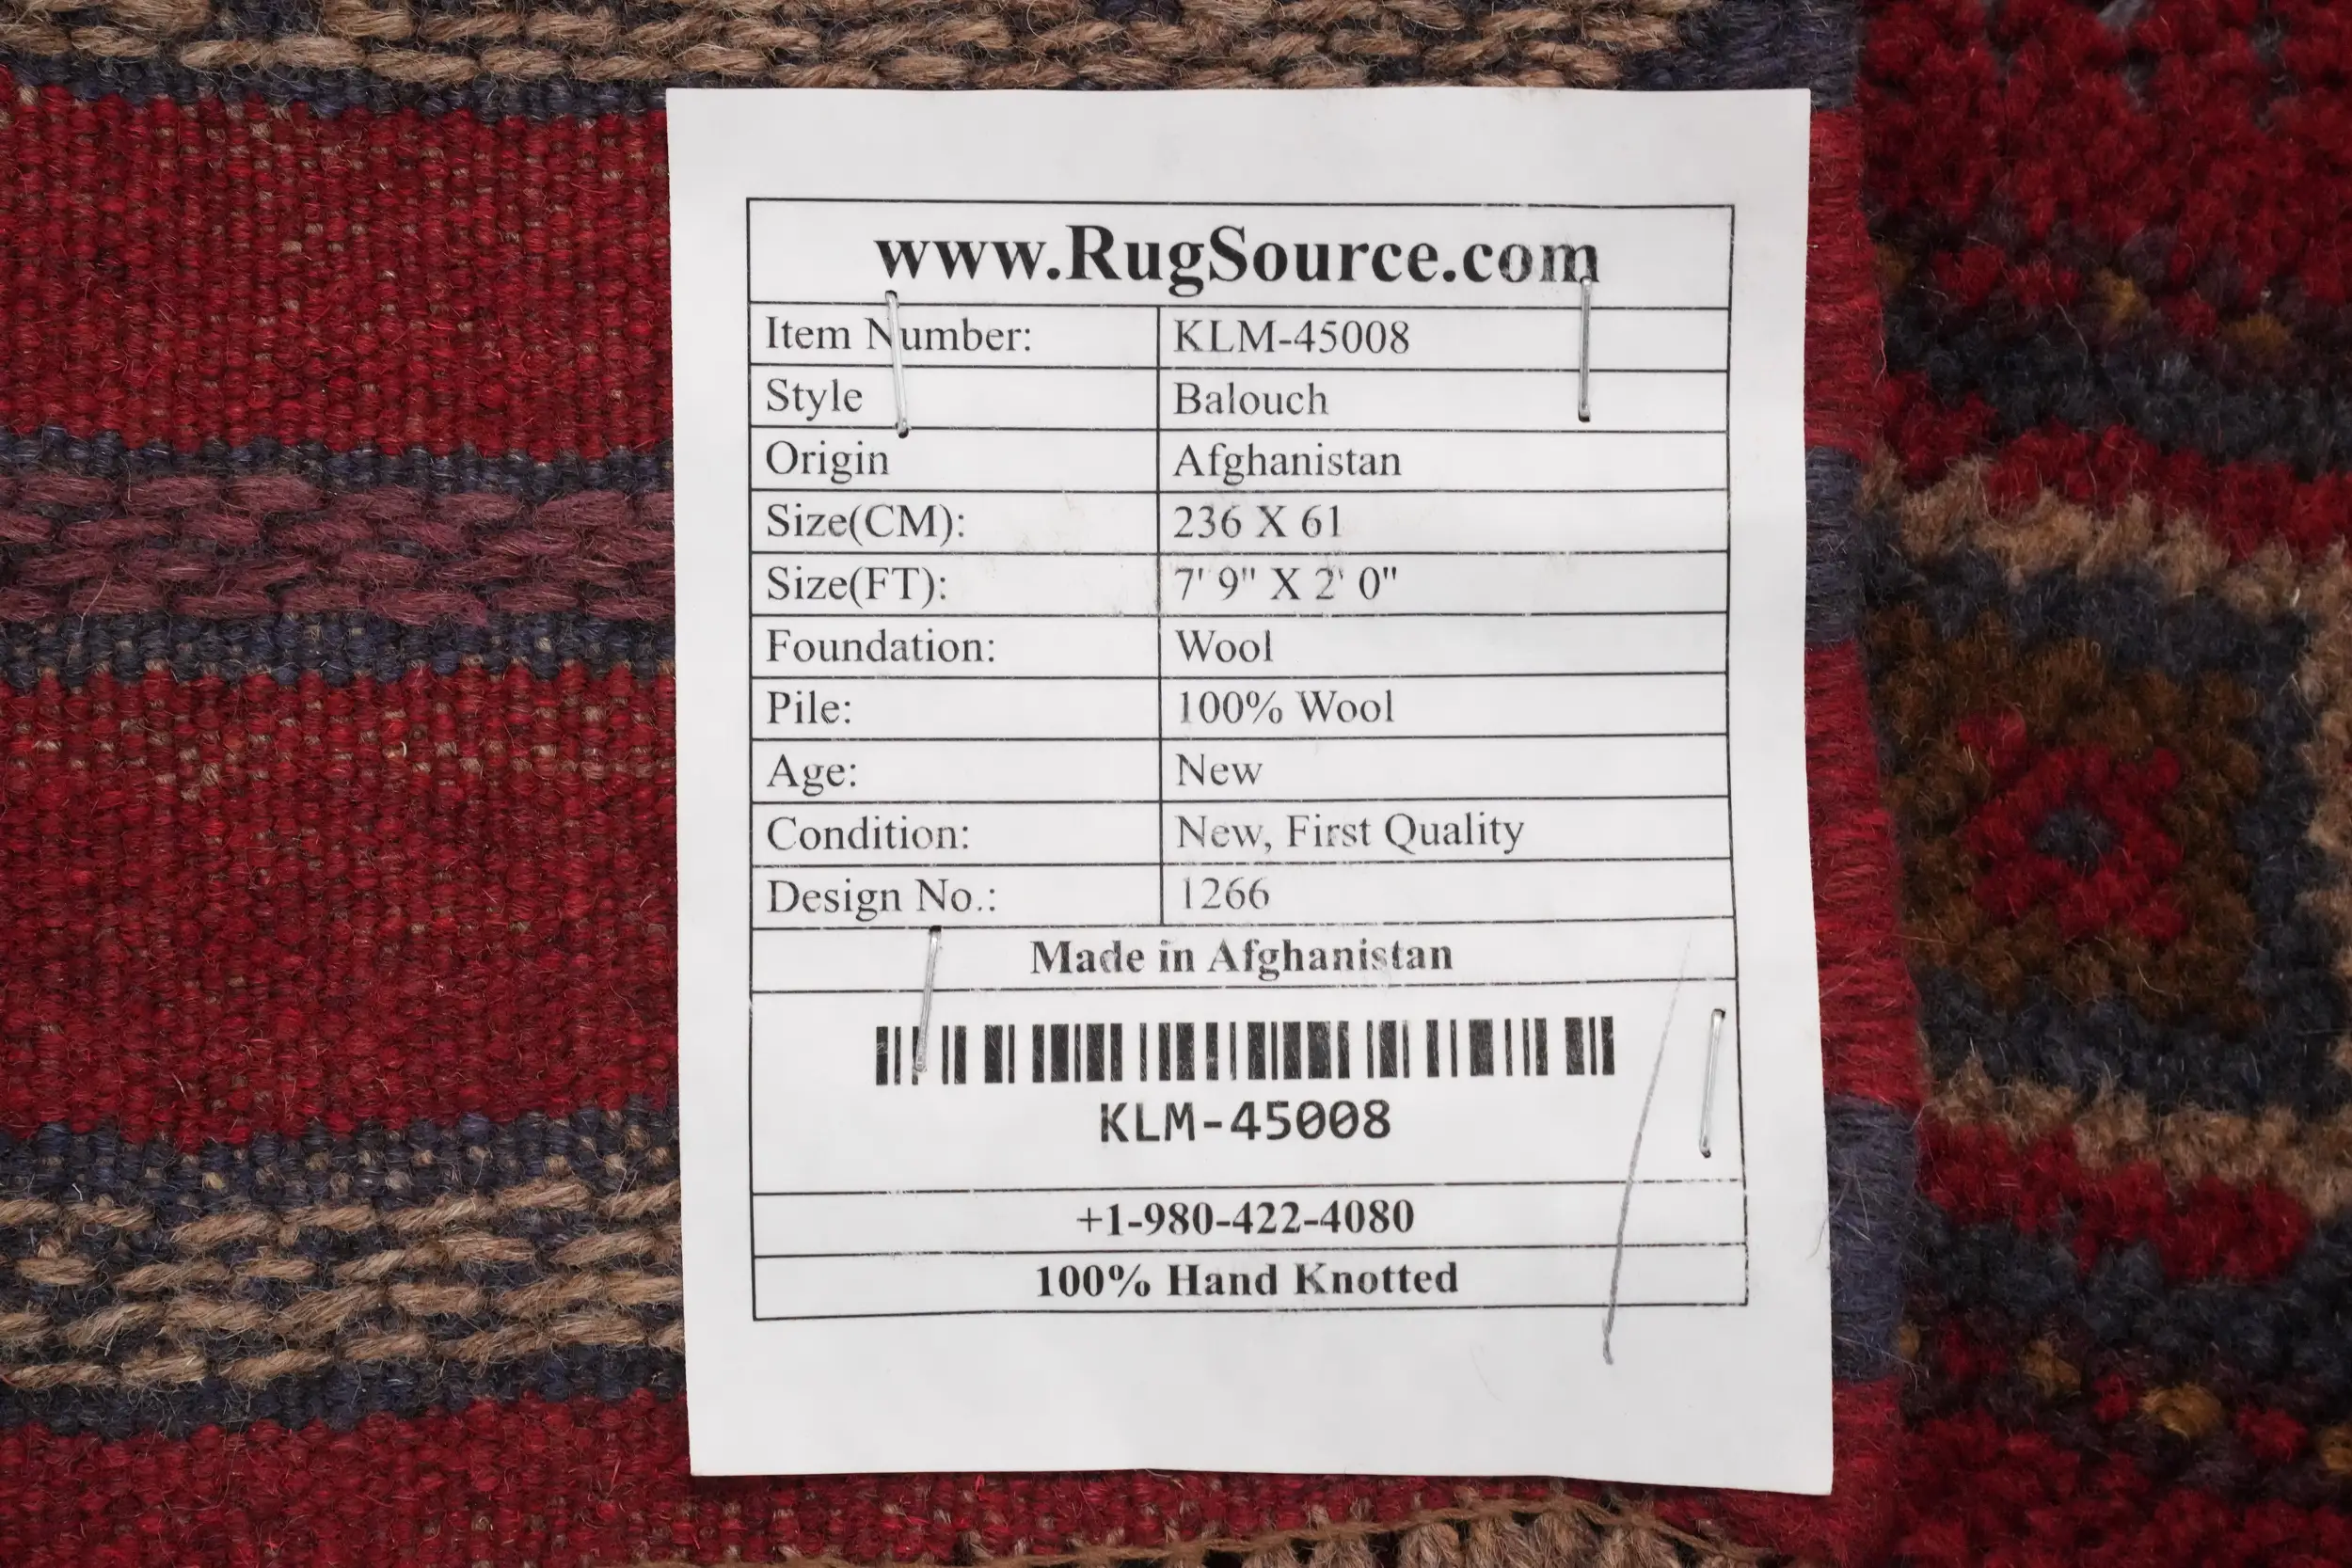 www.RugSource.com
Item Number: KLM-45008
Style Balouch
Origin Afghanistan
Size(CM): 236 X 61
Size(FT): 7' 9" X 2' 0"
Foundation: Wool
Pile: 100% Wool
Age: New
Condition: New, First Quality
Design No.: 1266
Made in Afghanistan
KLM-45008
+1-980-422-4080
100% Hand Knotted